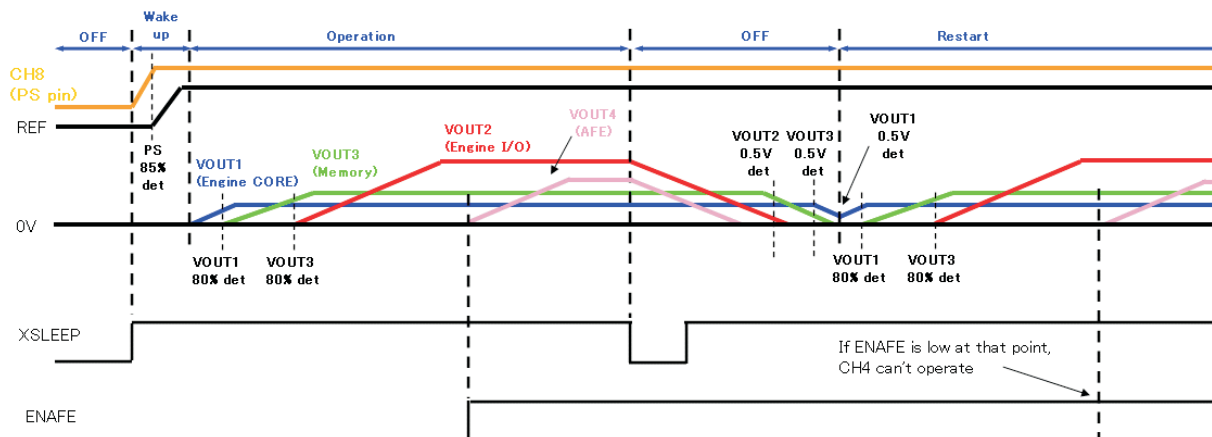 OFF
Wake
up
Operation
OFF
Restart
CH8
(PS pin)
REF
PS
85%
det
VOUT1
(Engine CORE)
VOUT3
(Memory)
VOUT2
(Engine I/O)
VOUT4
(AFE)
VOUT2
0.5V
det
VOUT3
0.5V
det
VOUT1
0.5V
det
0V
VOUT1
80% det
VOUT3
80% det
VOUT1
80% det
VOUT3
80% det
XSLEEP
If ENAFE is low at that point,
CH4 can't operate
ENAFE